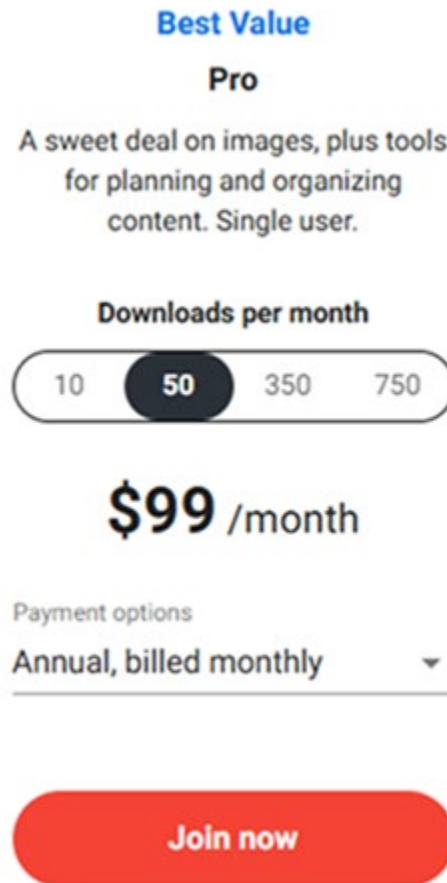 Best Value
Pro
A sweet deal on images, plus tools
for planning and organizing
content. Single user.
Downloads per month
10 50 350 750
$99 /month
Payment options
Annual, billed monthly
Join now